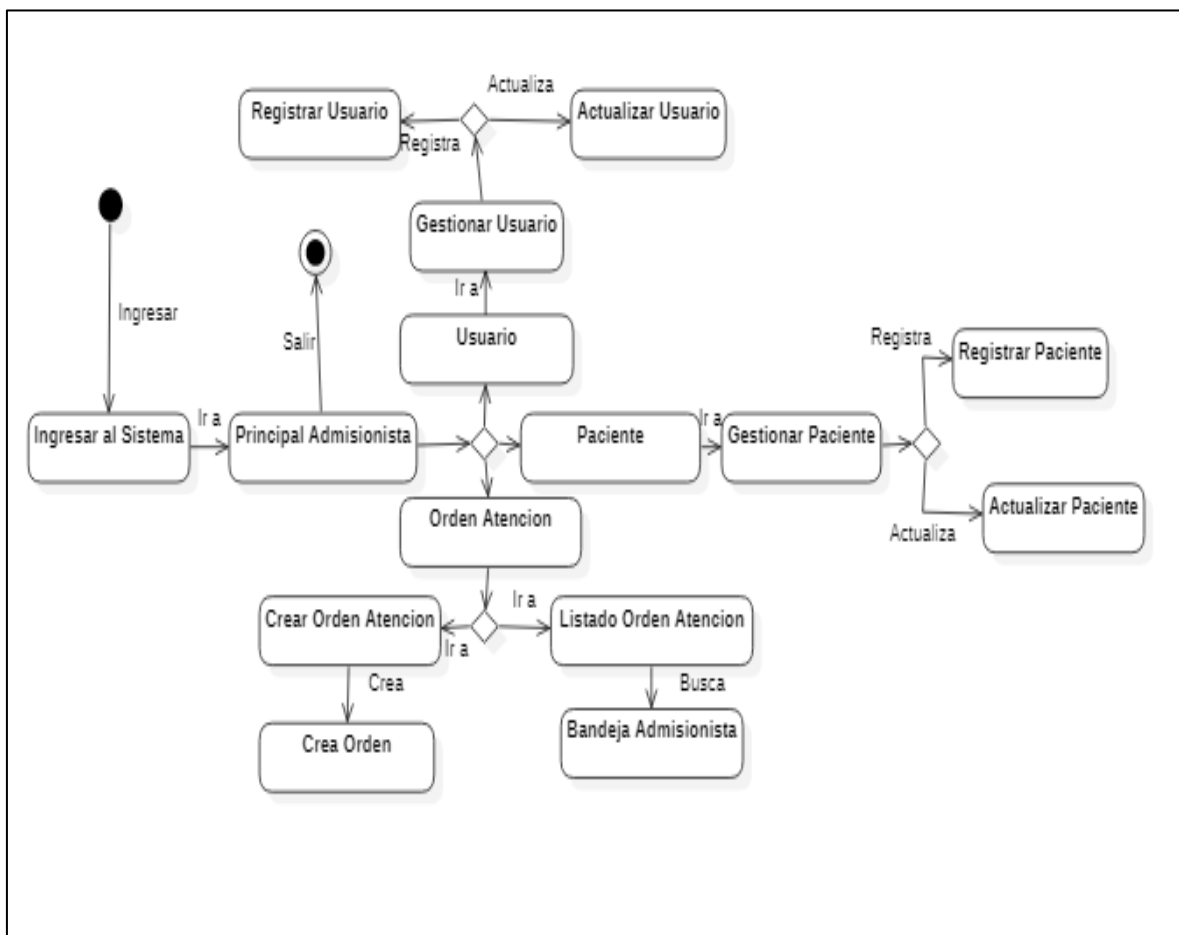 Actualiza
Registrar Usuario
Actualizar Usuario
Registra
Gestionar Usuario
Ir a
Ingresar
Salir
Usuario
Registra
Registrar Paciente
Ir a
Ir a
Ingresar al Sistema
Principal Admisionista
Paciente
Gestionar Paciente
Orden Atencion
Actualizar Paciente
Actualiza
Ir a
Crear Orden Atencion
Listado Orden Atencion
Ir a
Crea
Busca
Crea Orden
Bandeja Admisionista